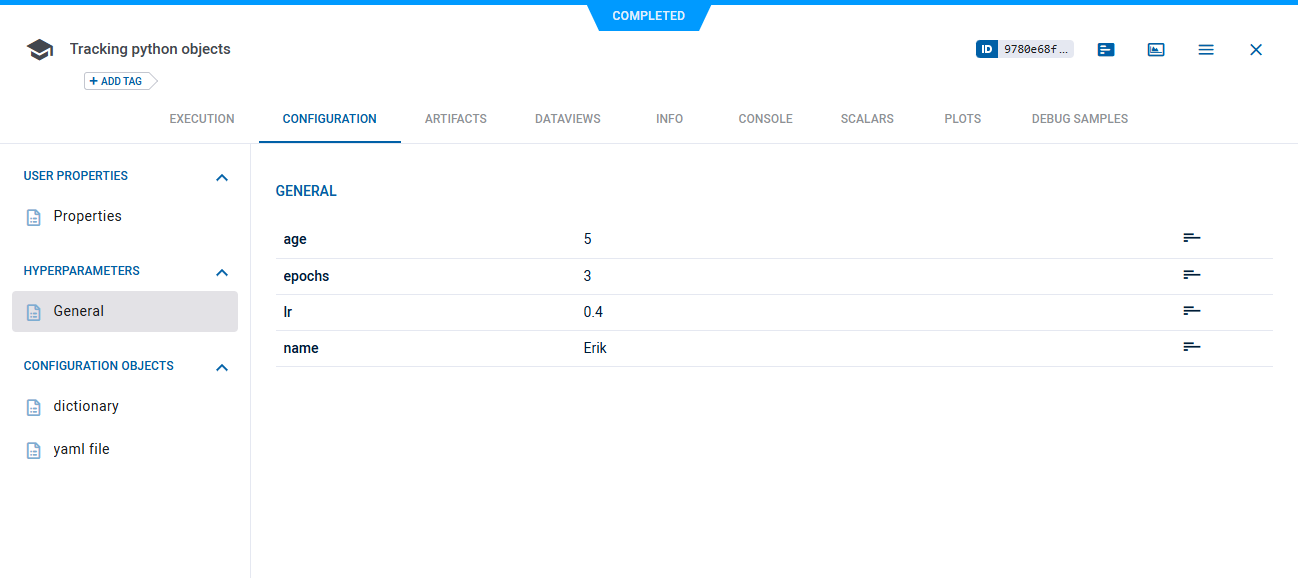 COMPLETED
Tracking python objects
ID 9780e68f...
+ ADD TAG
EXECUTION CONFIGURATION ARTIFACTS DATAVIEWS INFO CONSOLE SCALARS PLOTS DEBUG SAMPLES
USER PROPERTIES
Properties
HYPERPARAMETERS
General
CONFIGURATION OBJECTS
dictionary
yaml file
GENERAL
age 5
epochs 3
lr 0.4
name Erik